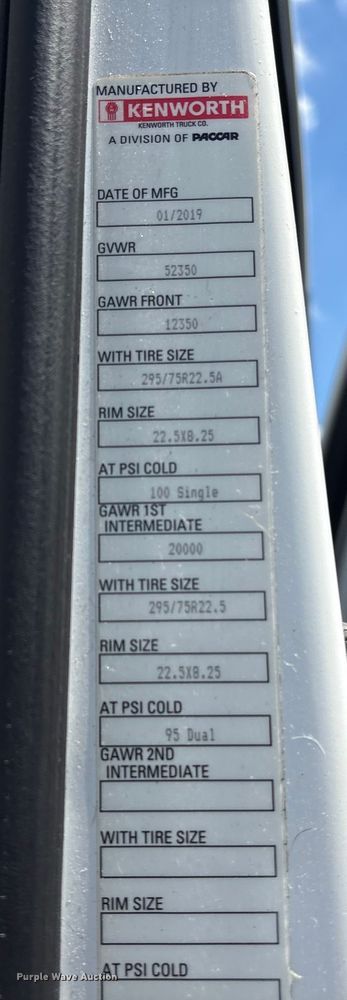 MANUFACTURED BY
KENWORTH
KENWORTH TRUCK CO.
A DIVISION OF PACCAR
DATE OF MFG
01/2019
GVWR
52350
GAWR FRONT
12350
WITH TIRE SIZE
295/75R22.5A
RIM SIZE
22.5X8.25
AT PSI COLD
100 Single
GAWR 1ST
INTERMEDIATE
20000
WITH TIRE SIZE
295/75R22.5
RIM SIZE
22.5X8.25
AT PSI COLD
95 Dual
GAWR 2ND
INTERMEDIATE
WITH TIRE SIZE
RIM SIZE
AT PSI COLD
Purple Wave Auction